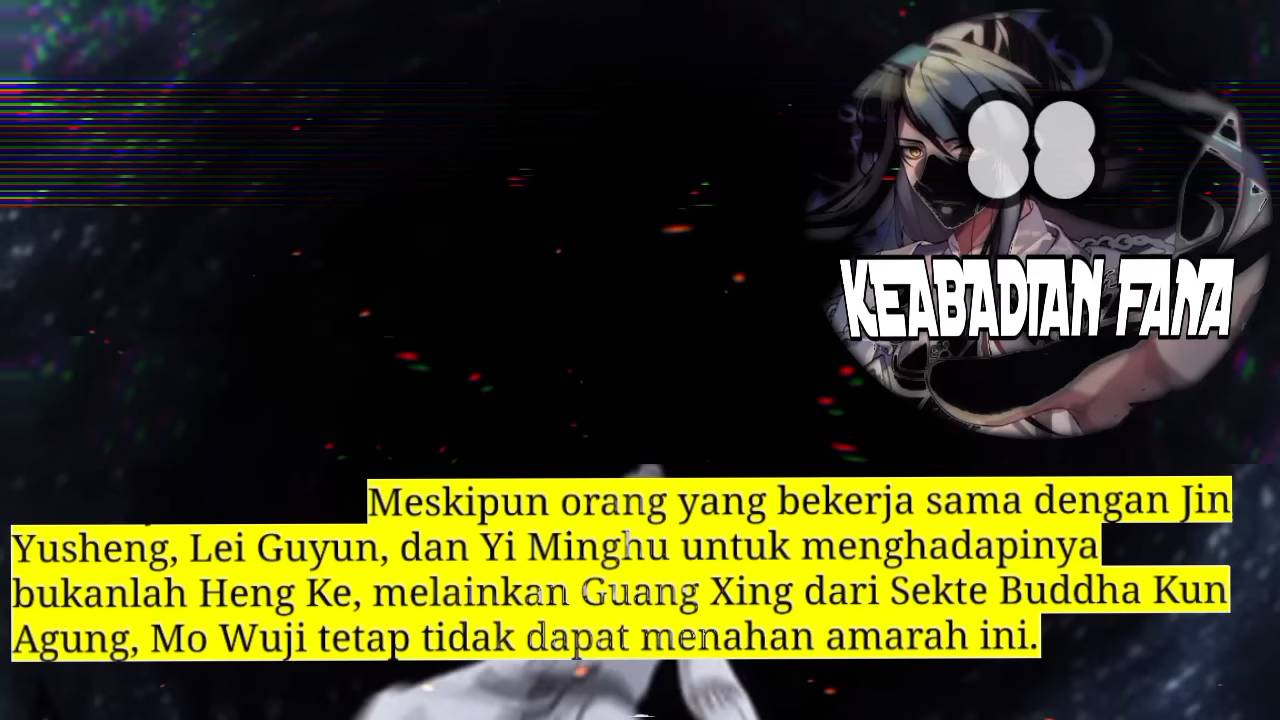 88
KEABADIAN FANA
Meskipun orang yang bekerja sama dengan Jin
Yusheng, Lei Guyun, dan Yi Minghu untuk menghadapinya
bukanlah Heng Ke, melainkan Guang Xing dari Sekte Buddha Kun
Agung, Mo Wuji tetap tidak dapat menahan amarah ini.